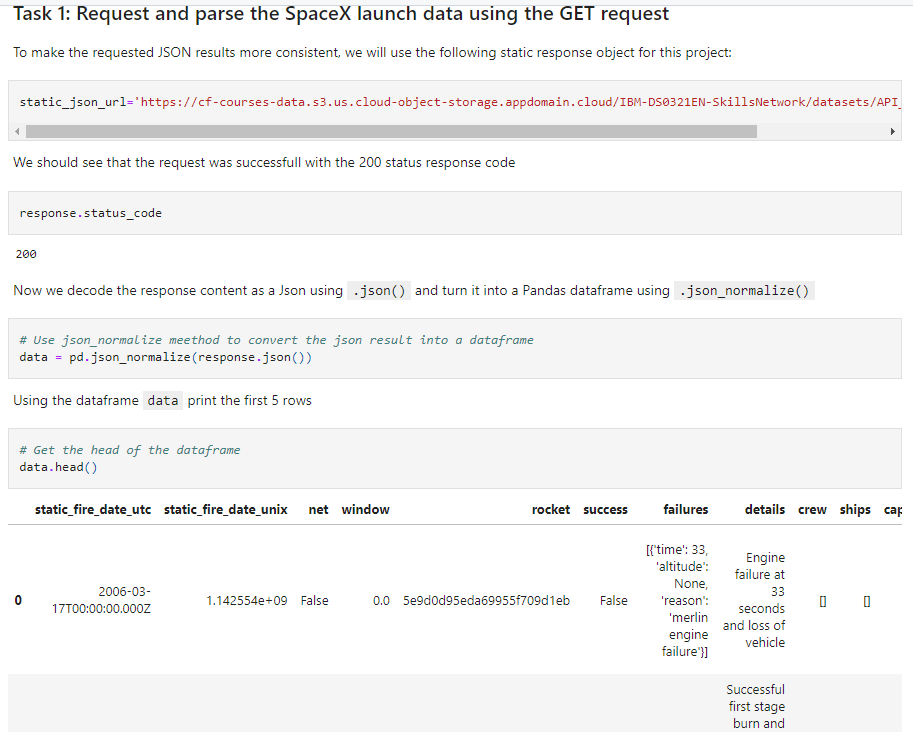 Task 1: Request and parse the SpaceX launch data using the GET request
To make the requested JSON results more consistent, we will use the following static response object for this project:
static_json_url='https://cf-courses-data.s3.us.cloud-object-storage.appdomain.cloud/IBM-DS0321EN-SkillsNetwork/datasets/API_
We should see that the request was successfull with the 200 status response code
response.status_code
200
Now we decode the response content as a Json using .json() and turn it into a Pandas dataframe using .json_normalize()
# Use json_normalize meethod to convert the json result into a dataframe
data = pd.json_normalize(response.json())
Using the dataframe data print the first 5 rows
# Get the head of the dataframe
data.head()
static_fire_date_utc static_fire_date_unix net window rocket success failures details crew ships cap
0 2006-03-
17T00:00:00.000Z 1.142554e+09 False 0.0 5e9d0d95eda69955f709d1eb False
[{'time': 33,
'altitude':
None,
'reason':
'merlin
engine
failure'}]
Engine
failure at
33
seconds
and loss of
vehicle
[] []
Successful
first stage
burn and